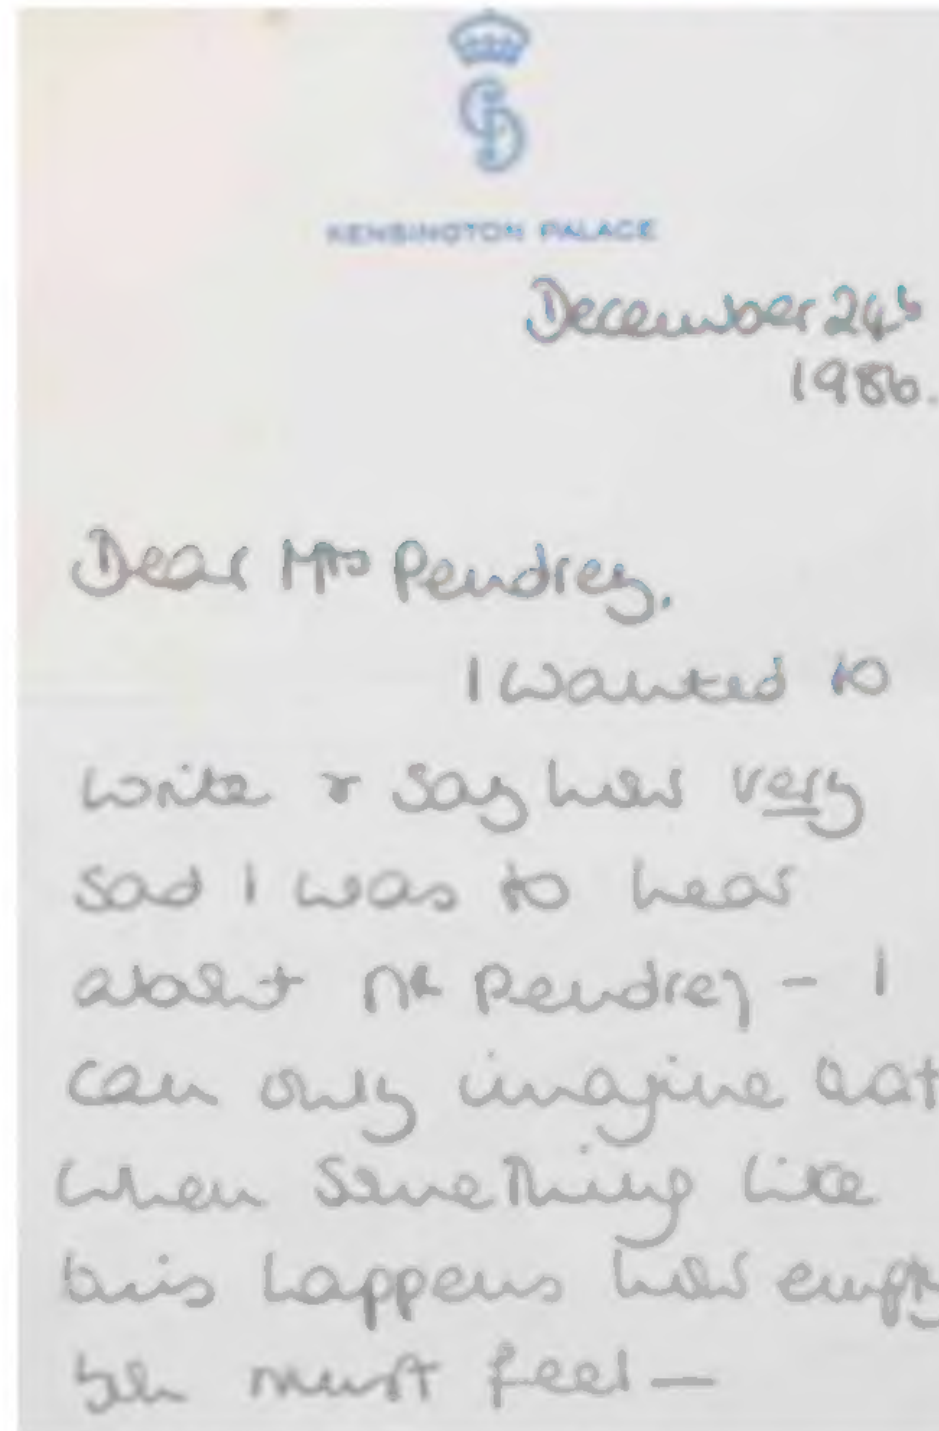 KENSINGTON PALACE
December 24th
1986.
Dear Mrs Pendrey.
I wanted to
write & say how very
sad I was to hear
about Mr Pendrey - I
can only imagine that
when something like
this happens how empty
you must feel —